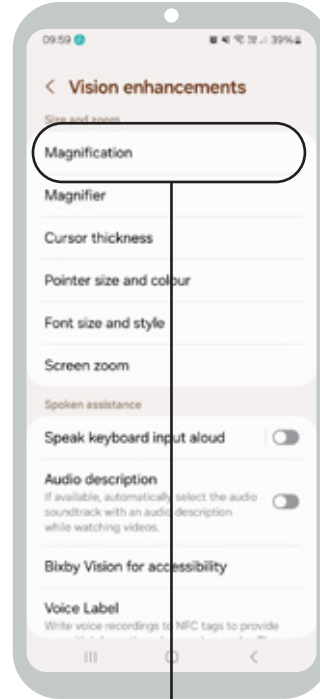 09:59
39%
Vision enhancements
Size and zoom
Magnification
Magnifier
Cursor thickness
Pointer size and colour
Font size and style
Screen zoom
Spoken assistance
Speak keyboard input aloud
Audio description
If available, automatically select the audio
soundtrack with an audio description
while watching videos.
Bixby Vision for accessibility
Voice Label
Write voice recordings to NFC tags to provide